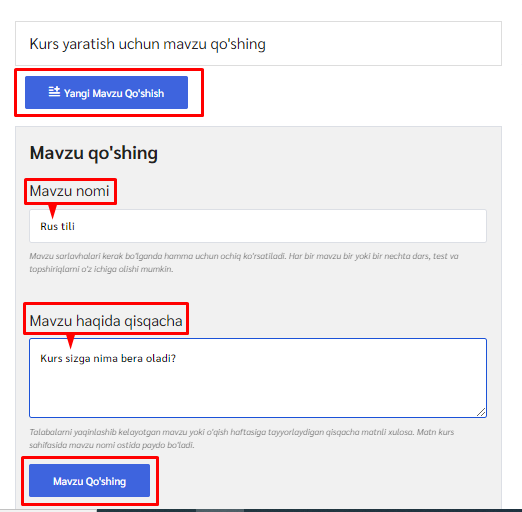 Kurs yaratish uchun mavzu qo'shing
Yangi Mavzu Qo'shish
Mavzu qo'shing
Mavzu nomi
Rus tili
Mavzu sarlavhalari kerak bo'lganda hamma uchun ochiq ko'rsatiladi. Har bir mavzu bir yoki bir nechta dars, test va
topshiriqlarni o'z ichiga olishi mumkin.
Mavzu haqida qisqacha
Kurs sizga nima bera oladi?
Talabalarni yaqinlashib kelayotgan mavzu yoki o'qish haftasiga tayyorlaydigan qisqacha matnli xulosa. Matn kurs
sahifasida mavzu nomi ostida paydo bo'ladi.
Mavzu Qo'shing